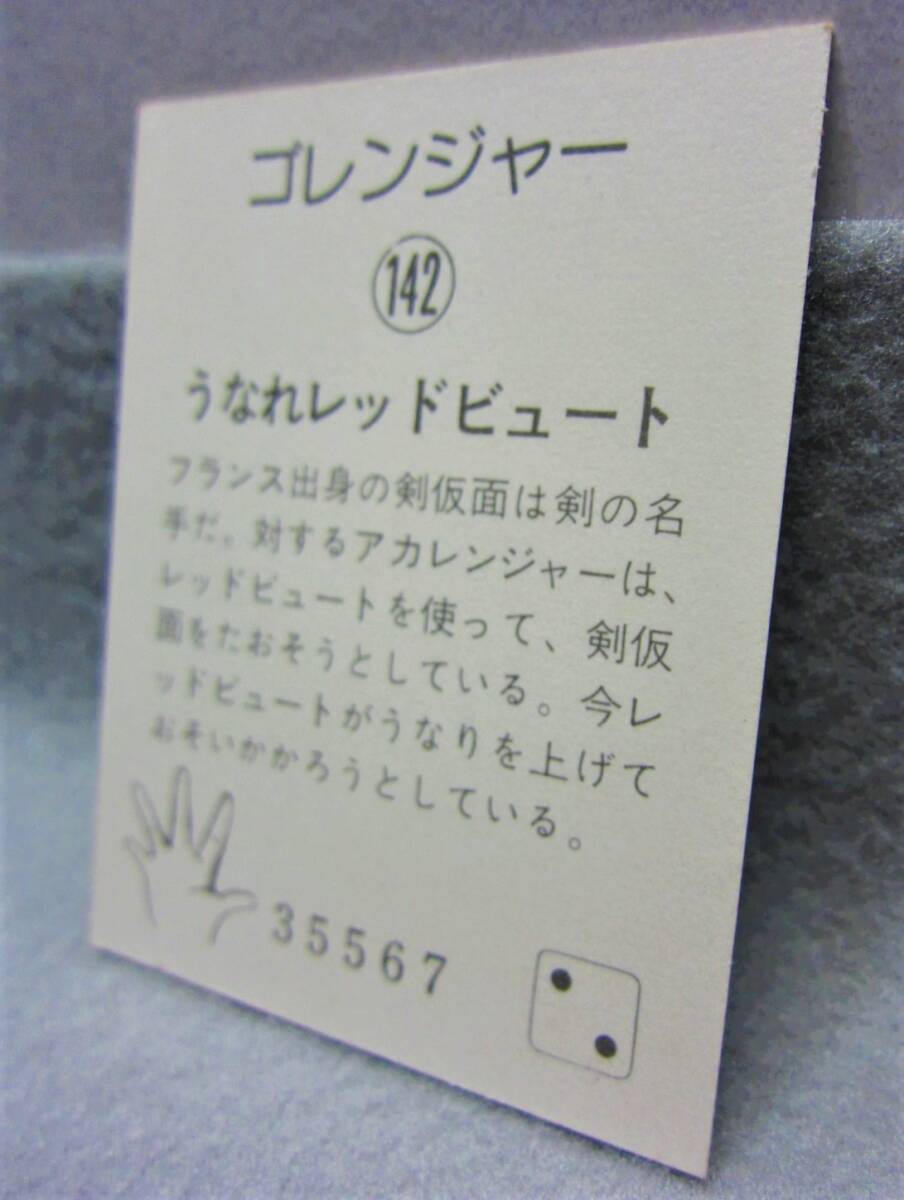 ゴレンジャー
142
うなれレッドビュート
フランス出身の剣仮面は剣の名
手だ。対するアカレンジャーは、
レッドビュートを使って、剣仮
面をたおそうとしている。今レ
ッドビュートがうなりを上げて
おそいかかろうとしている。
35567